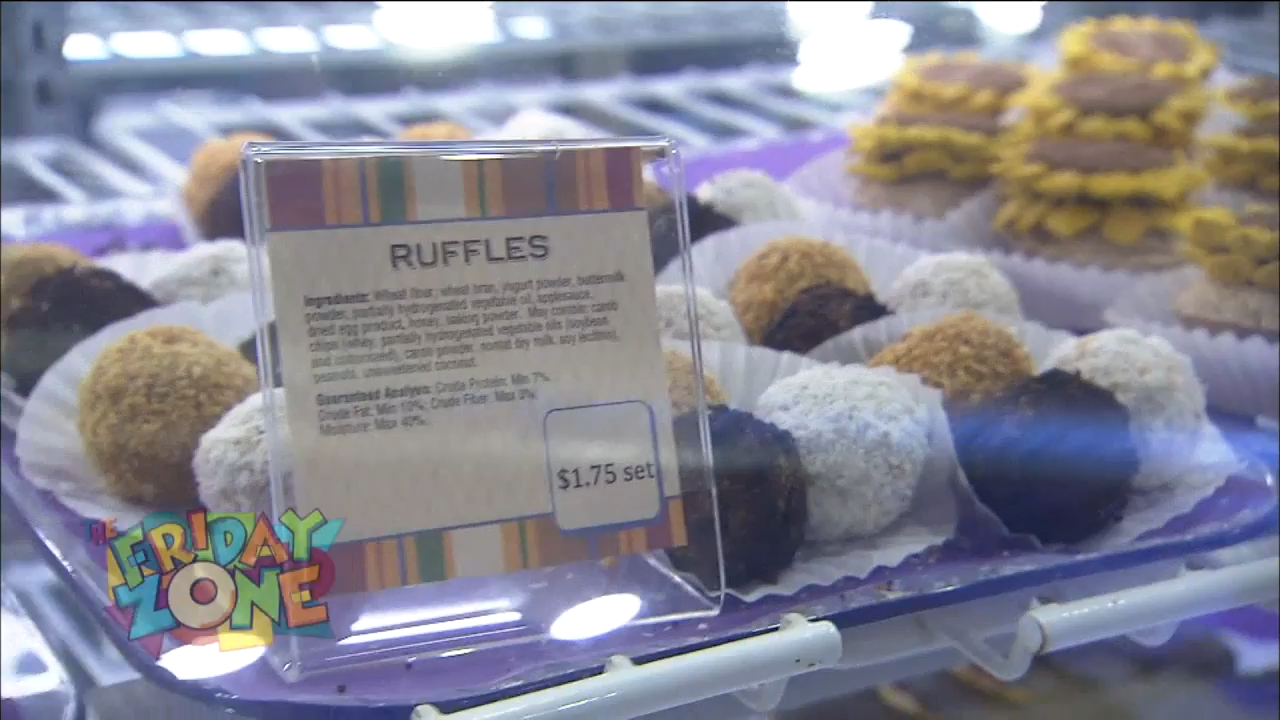 RUFFLES
Ingredients: Wheat flour, wheat bran, yogurt powder, buttermilk
powder, partially hydrogenated vegetable oil, applesauce,
dried egg product, honey, baking powder. May contain: carob
chips (whey, partially hydrogenated vegetable oils (soybean,
and cottonseed), carob powder, nonfat dry milk, soy lecithin),
peanuts, unsweetened coconut.
Guaranteed Analysis: Crude Protein: Min 7%,
Crude Fat: Min 10%, Crude Fiber: Max 3%,
Moisture: Max 40%.
$1.75 set
THE
FRIDAY
ZONE